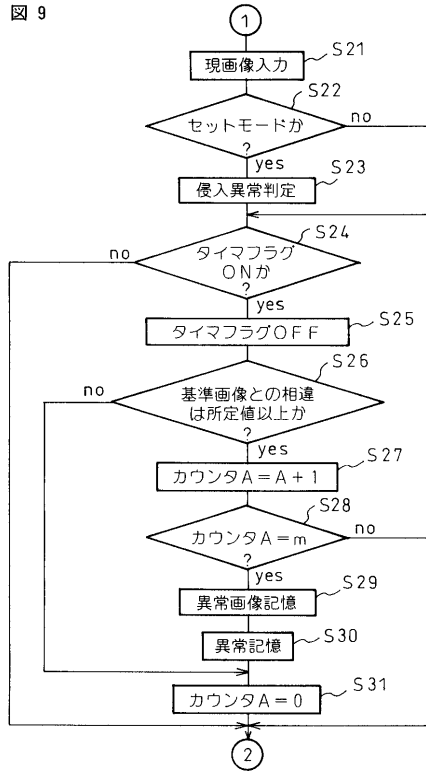 図 9
1
S21
現画像入力
S22
セットモードか
?
no
yes
S23
侵入異常判定
S24
タイマフラグ
ONか
?
no
yes
S25
タイマフラグOFF
S26
基準画像との相違
は所定値以上か
?
no
yes
S27
カウンタA=A+1
S28
カウンタA=m
?
no
yes
S29
異常画像記憶
S30
異常記憶
S31
カウンタA=0
2